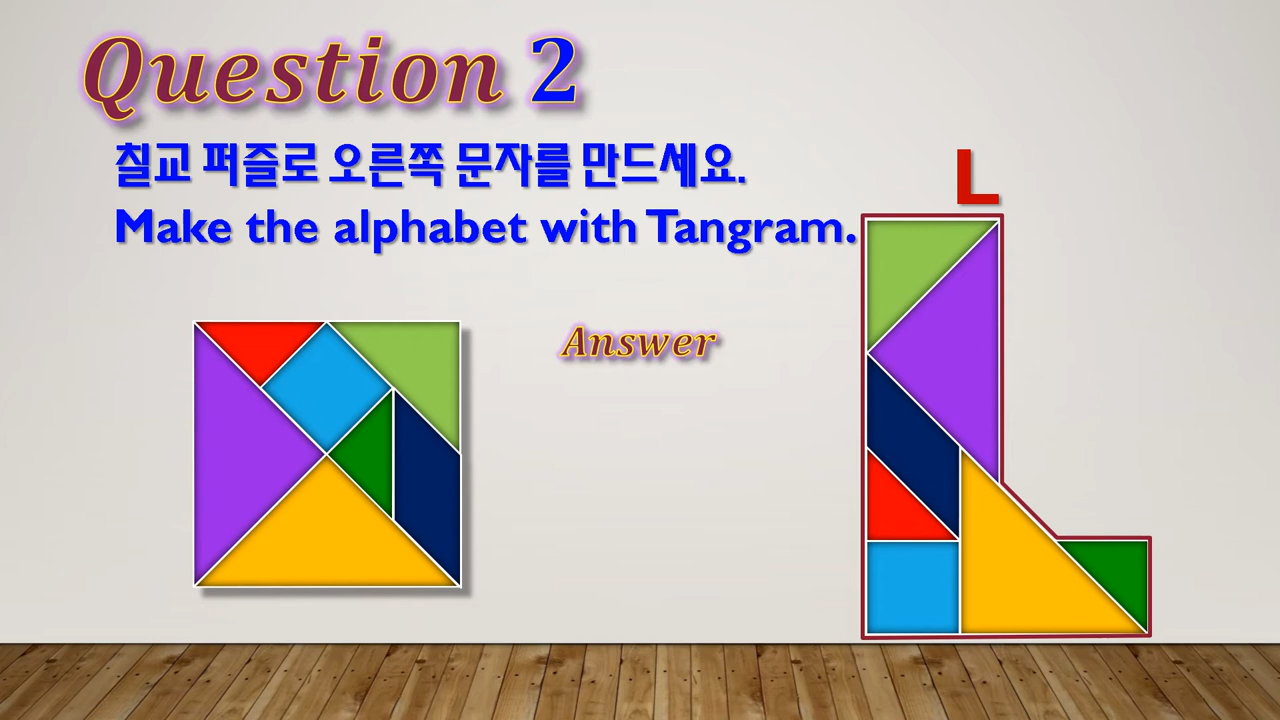 Question 2
칠교 퍼즐로 오른쪽 문자를 만드세요.
Make the alphabet with Tangram.
L
Answer